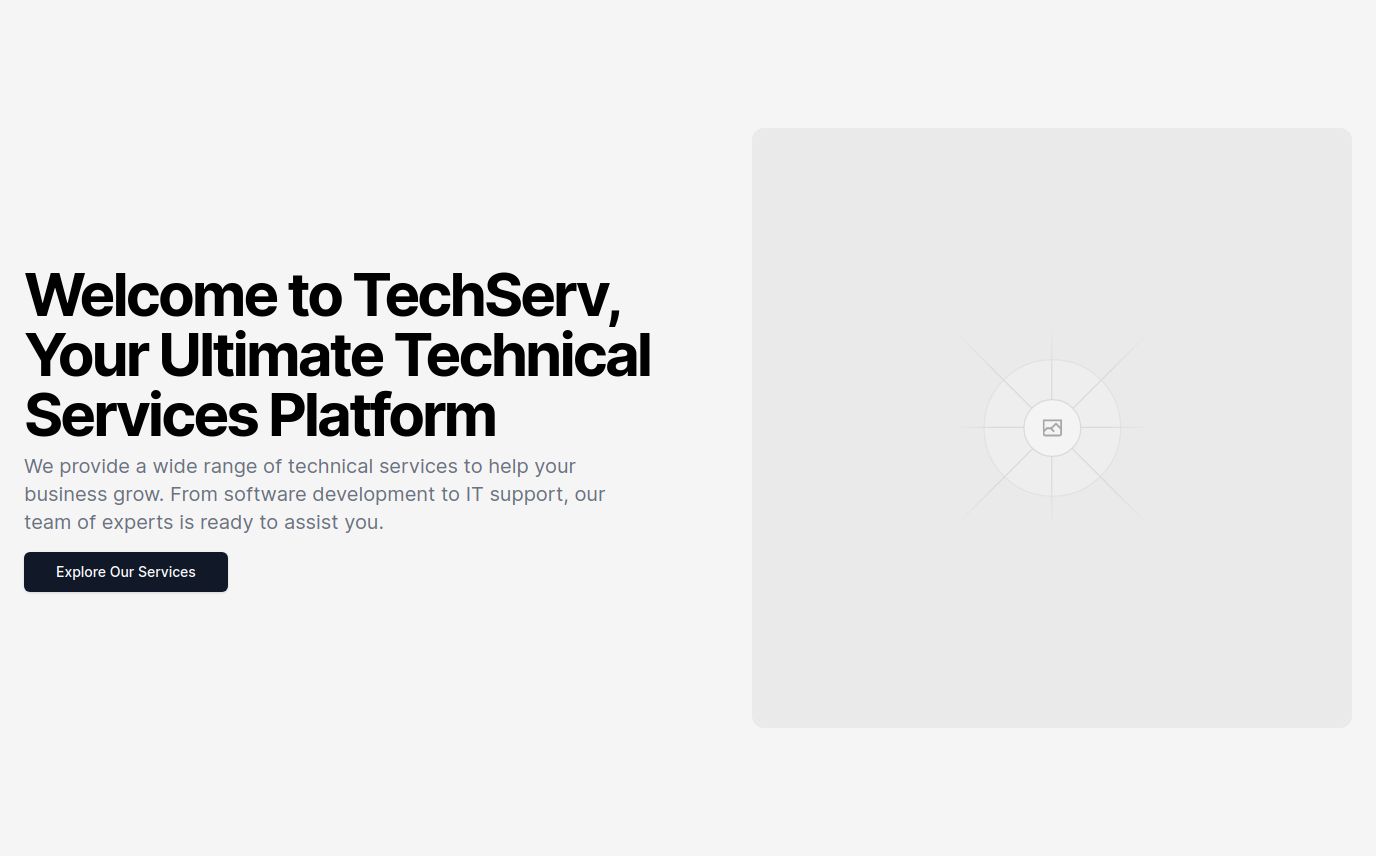 Welcome to TechServ,
Your Ultimate Technical
Services Platform
We provide a wide range of technical services to help your
business grow. From software development to IT support, our
team of experts is ready to assist you.
Explore Our Services